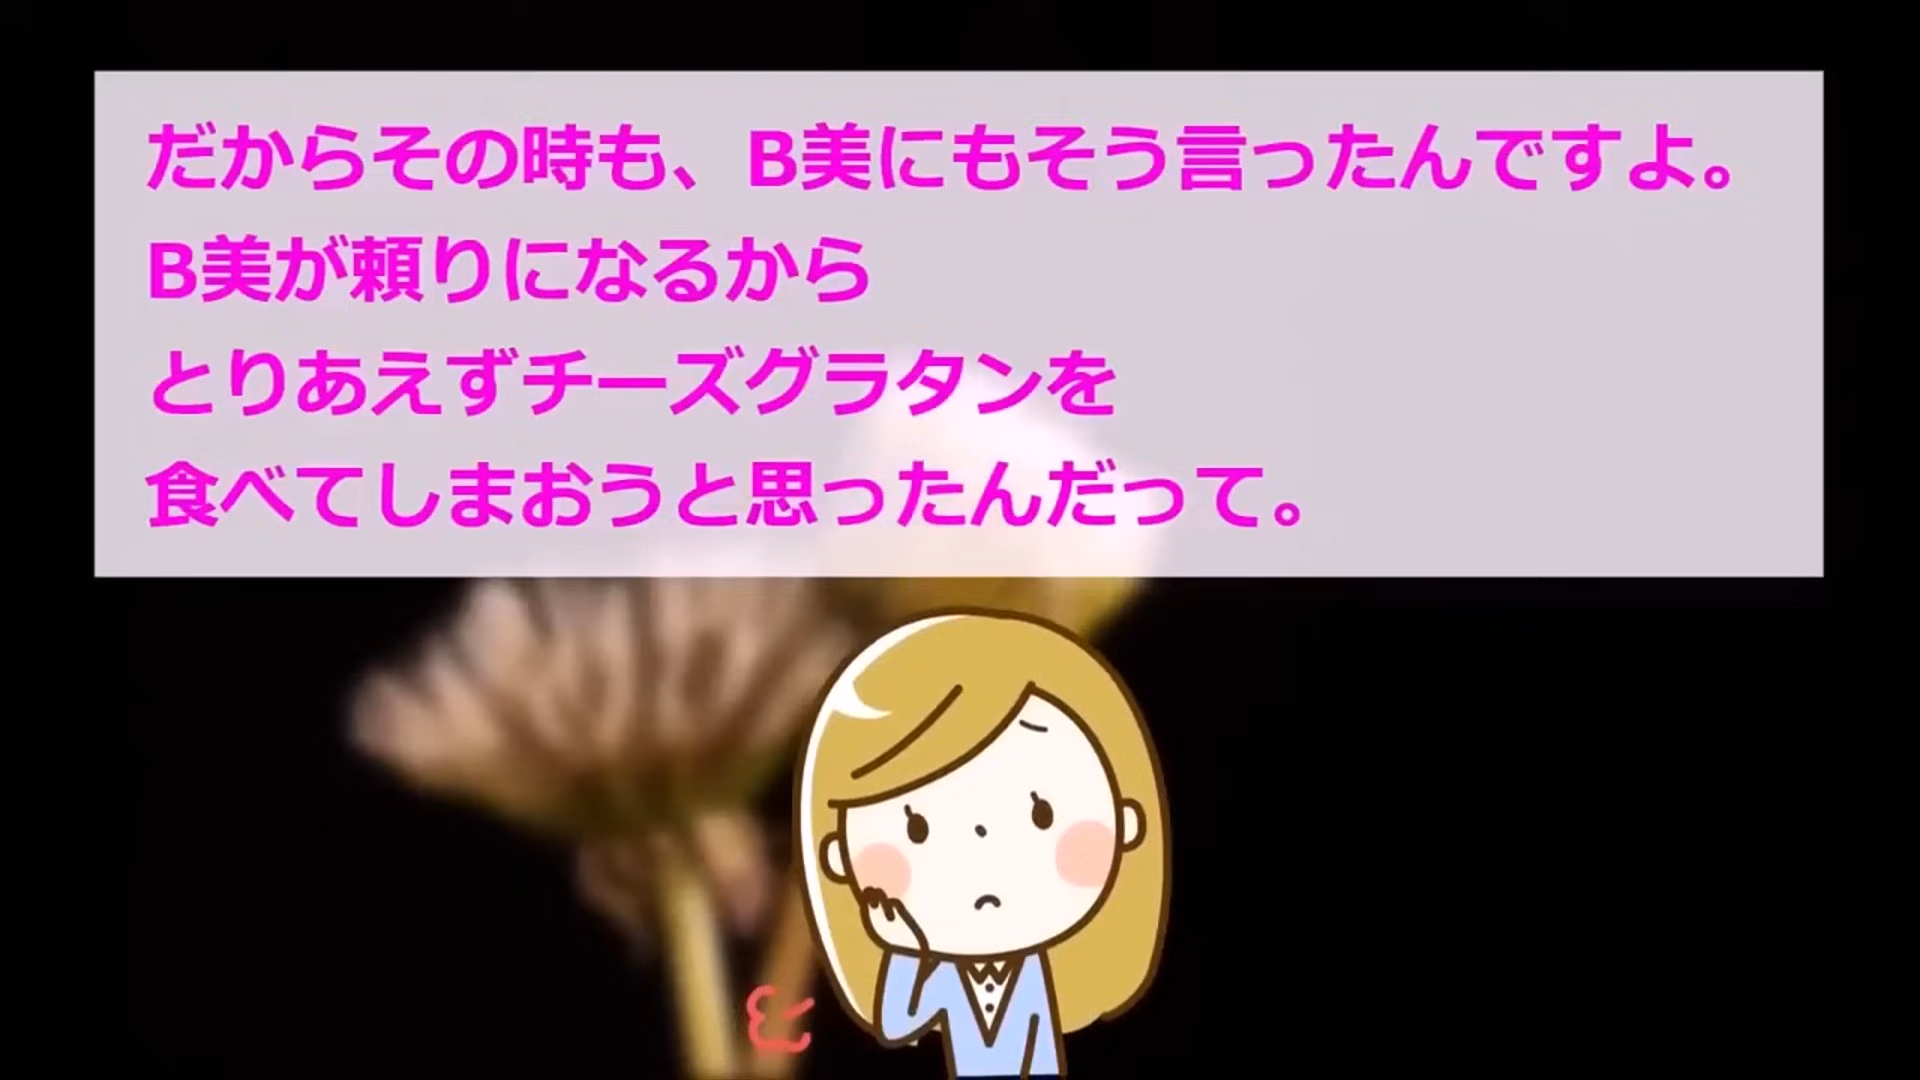 だからその時も、B美にもそう言ったんですよ。
B美が頼りになるから
とりあえずチーズグラタンを
食べてしまおうと思ったんだって。